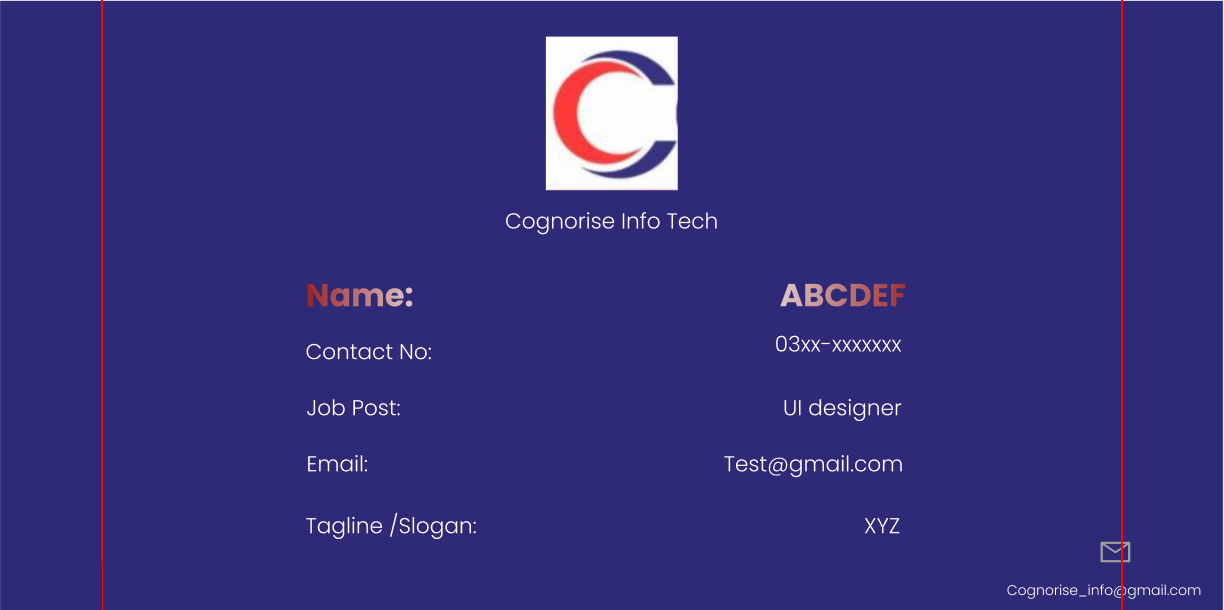 Cognorise Info Tech
Name: ABCDEF
Contact No: 03xx-xxxxxxx
Job Post: UI designer
Email: Test@gmail.com
Tagline /Slogan: XYZ
Cognorise_info@gmail.com